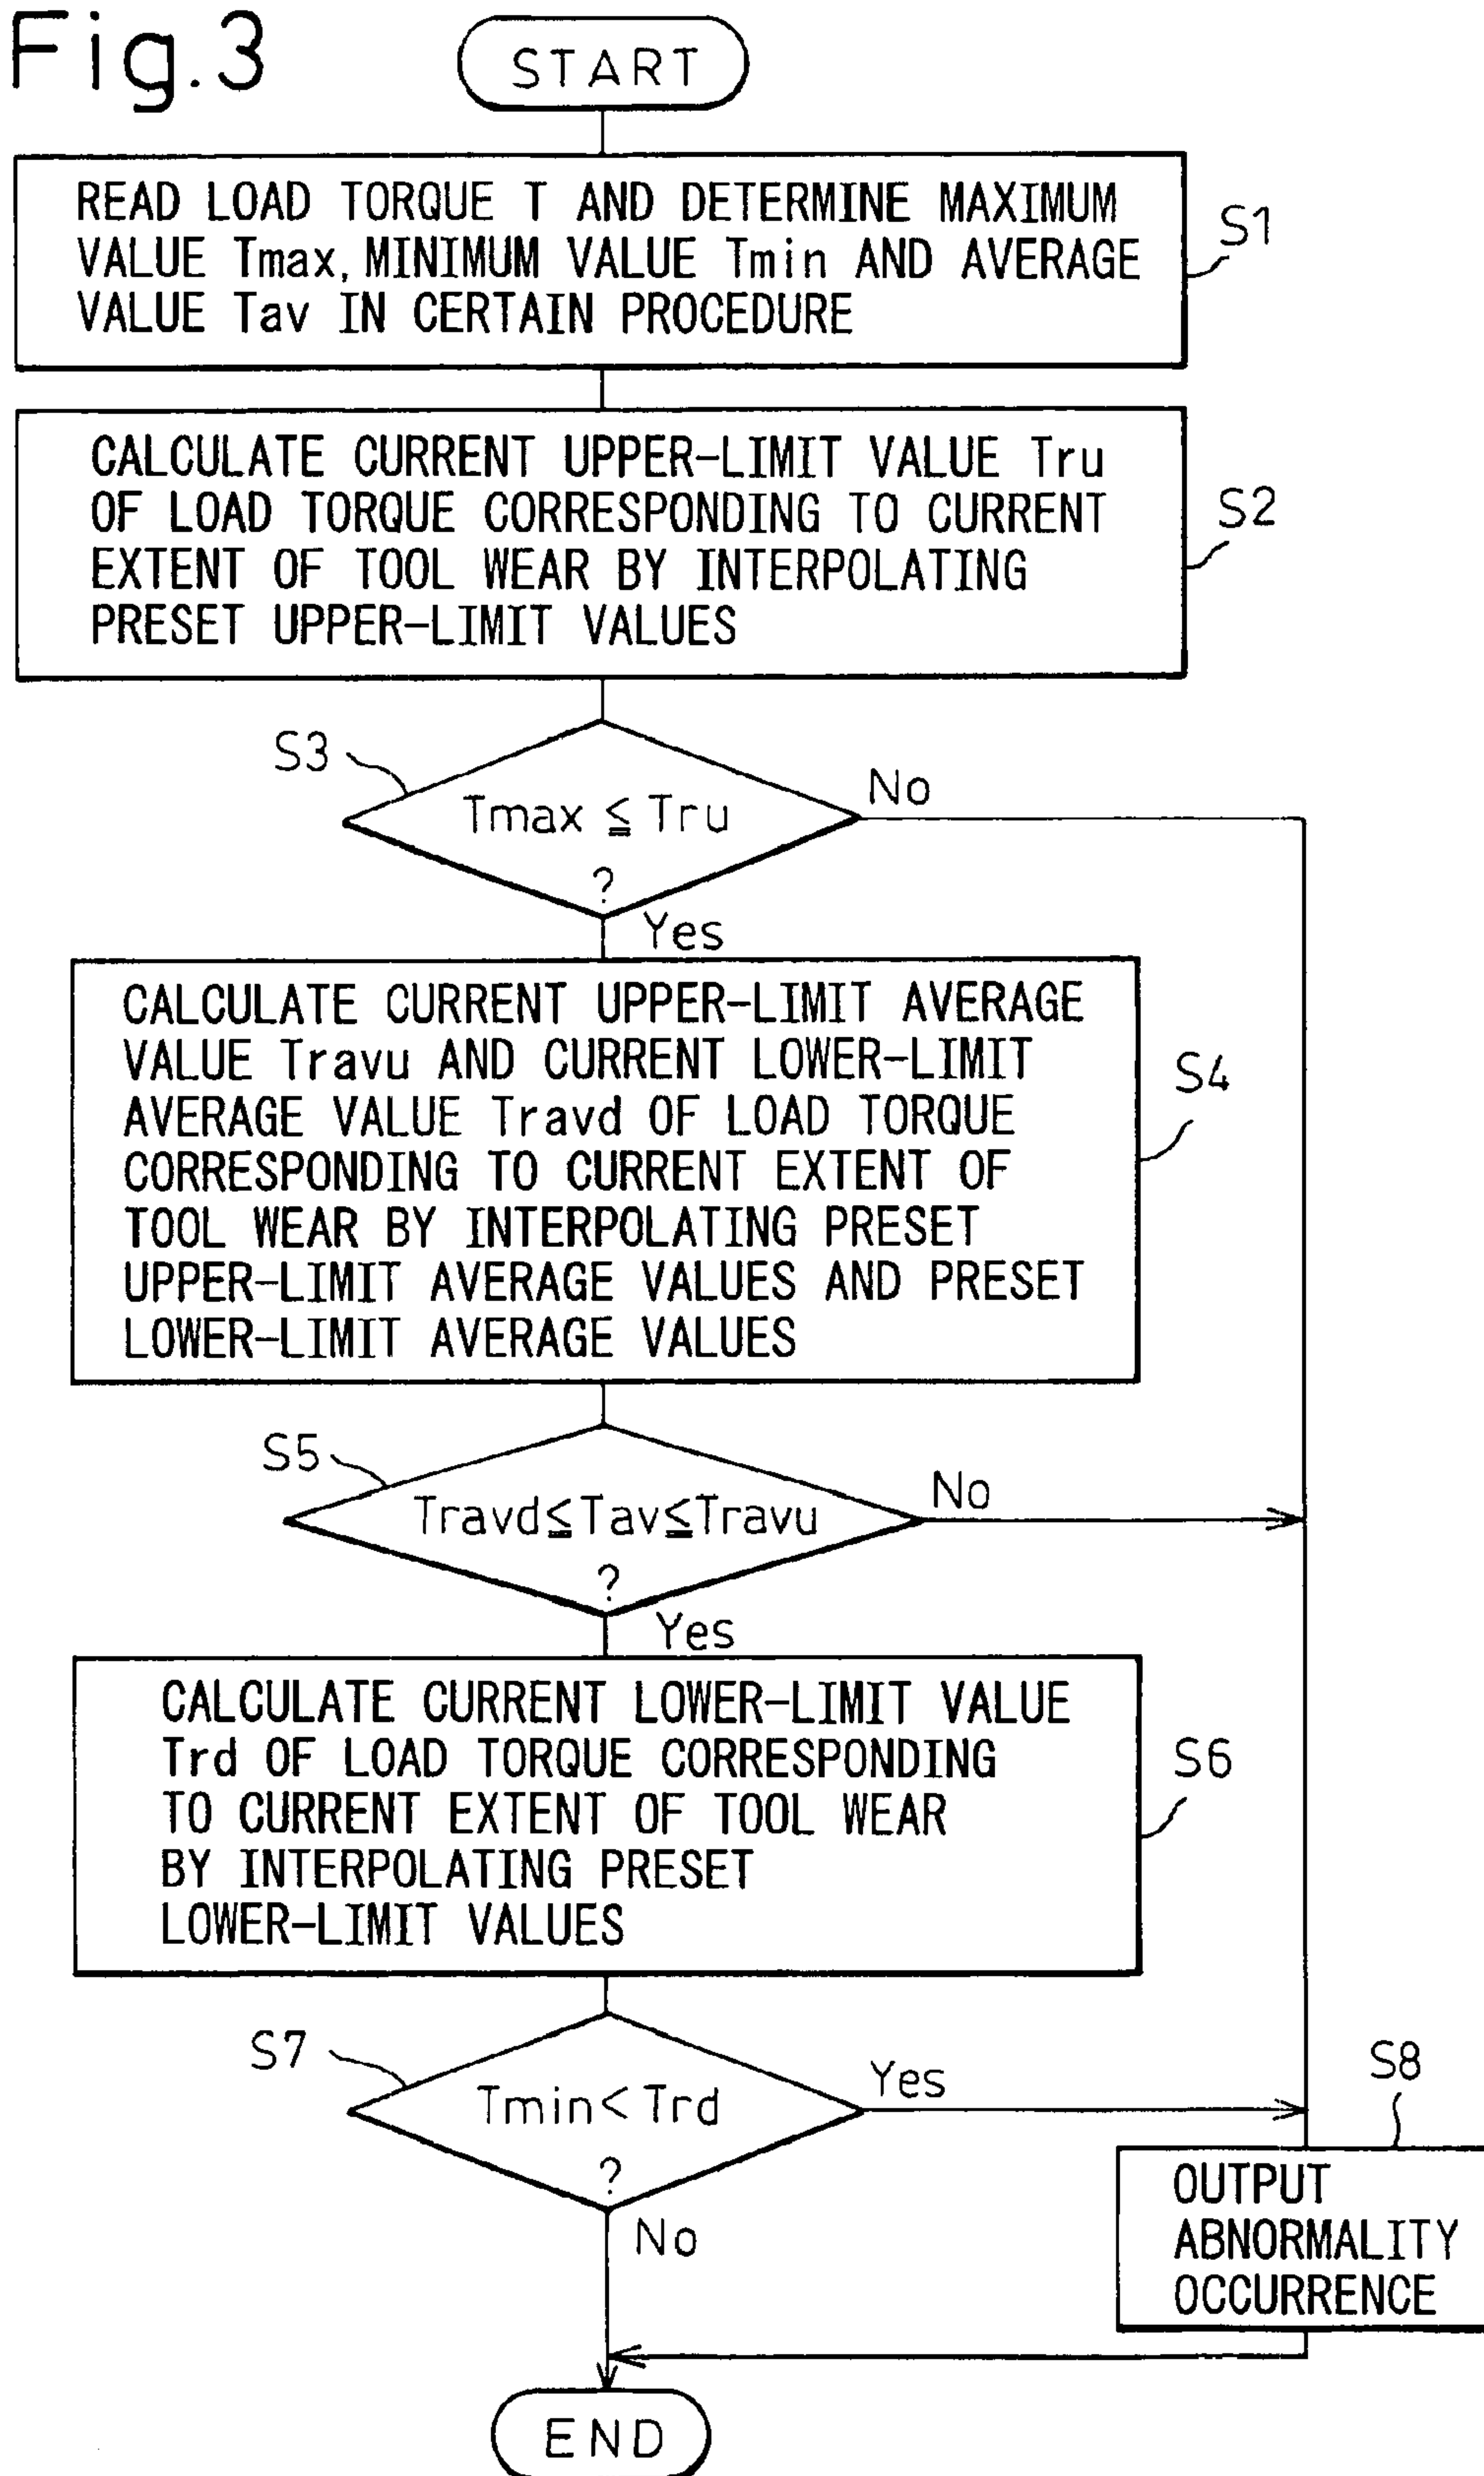 Fig.3
START
READ LOAD TORQUE T AND DETERMINE MAXIMUM
VALUE Tmax, MINIMUM VALUE Tmin AND AVERAGE
VALUE Tav IN CERTAIN PROCEDURE
S1
CALCULATE CURRENT UPPER-LIMIT VALUE Tru
OF LOAD TORQUE CORRESPONDING TO CURRENT
EXTENT OF TOOL WEAR BY INTERPOLATING
PRESET UPPER-LIMIT VALUES
S2
S3
Tmax ≦ Tru
?
No
Yes
CALCULATE CURRENT UPPER-LIMIT AVERAGE
VALUE Travu AND CURRENT LOWER-LIMIT
AVERAGE VALUE Travd OF LOAD TORQUE
CORRESPONDING TO CURRENT EXTENT OF
TOOL WEAR BY INTERPOLATING PRESET
UPPER-LIMIT AVERAGE VALUES AND PRESET
LOWER-LIMIT AVERAGE VALUES
S4
S5
Travd≦Tav≦Travu
?
No
Yes
CALCULATE CURRENT LOWER-LIMIT VALUE
Trd OF LOAD TORQUE CORRESPONDING
TO CURRENT EXTENT OF TOOL WEAR
BY INTERPOLATING PRESET
LOWER-LIMIT VALUES
S6
S7
Tmin< Trd
?
Yes
No
S8
OUTPUT
ABNORMALITY
OCCURRENCE
END